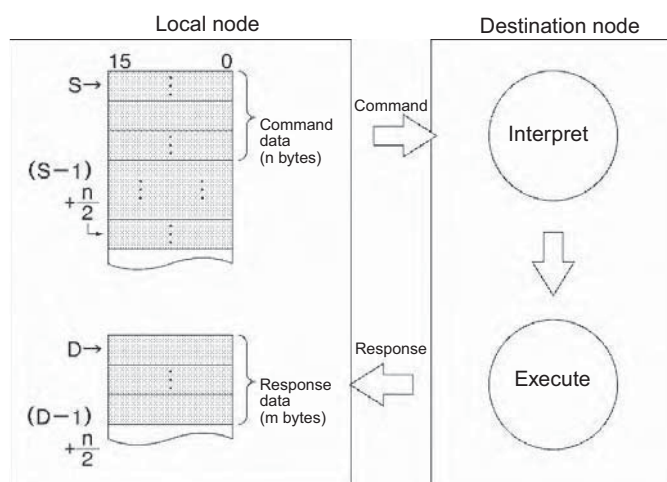 Local node
Destination node
15 0
S→
Command
data
(n bytes)
(S−1)
+n/2
Command
Interpret
D→
Response
data
(m bytes)
(D−1)
+n/2
Response
Execute